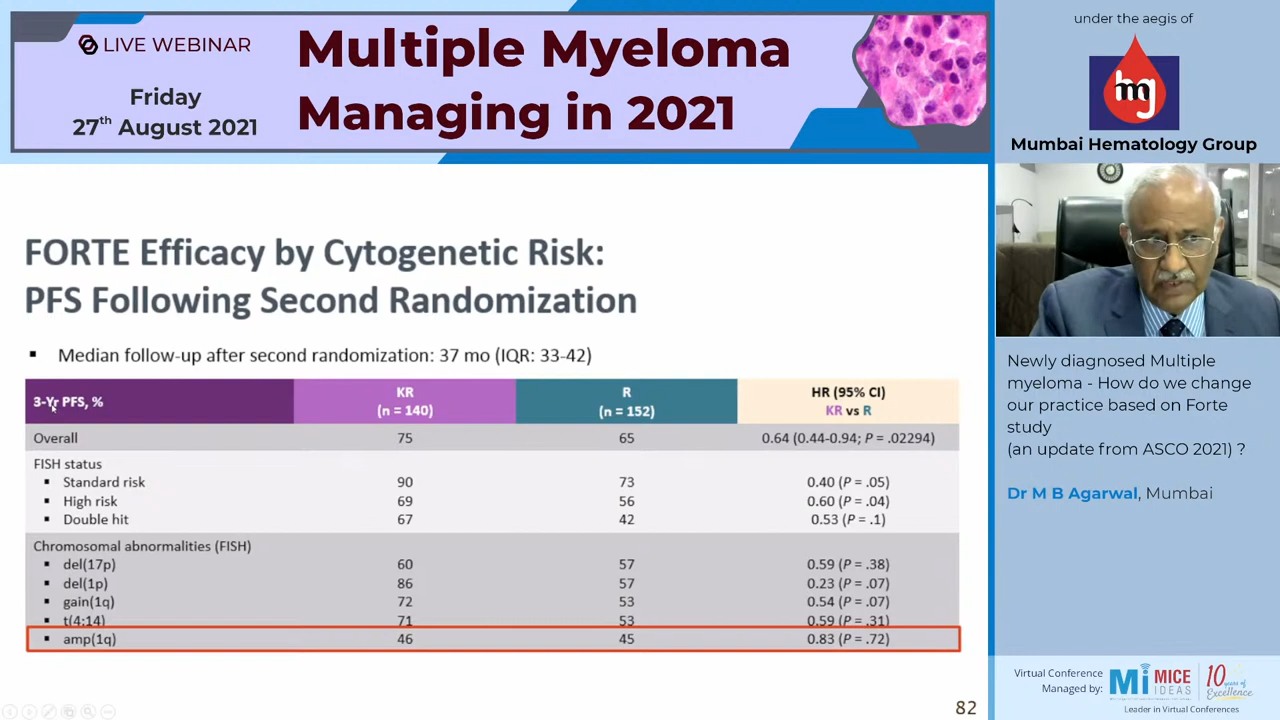 LIVE WEBINAR
Friday
27th August 2021
Multiple Myeloma
Managing in 2021
under the aegis of
hmg
Mumbai Hematology Group
FORTE Efficacy by Cytogenetic Risk:
PFS Following Second Randomization
▪ Median follow-up after second randomization: 37 mo (IQR: 33-42)
3-Yr PFS, % KR (n = 140) R (n = 152) HR (95% CI) KR vs R
Overall 75 65 0.64 (0.44-0.94; P = .02294)
FISH status
▪ Standard risk 90 73 0.40 (P = .05)
▪ High risk 69 56 0.60 (P = .04)
▪ Double hit 67 42 0.53 (P = .1)
Chromosomal abnormalities (FISH)
▪ del(17p) 60 57 0.59 (P = .38)
▪ del(1p) 86 57 0.23 (P = .07)
▪ gain(1q) 72 53 0.54 (P = .07)
▪ t(4;14) 71 53 0.59 (P = .31)
▪ amp(1q) 46 45 0.83 (P = .72)
82
Newly diagnosed Multiple
myeloma - How do we change
our practice based on Forte
study
(an update from ASCO 2021) ?
Dr M B Agarwal, Mumbai
Virtual Conference
Managed by:
Mi MICE
IDEAS
10 years of
Excellence
Leader in Virtual Conferences